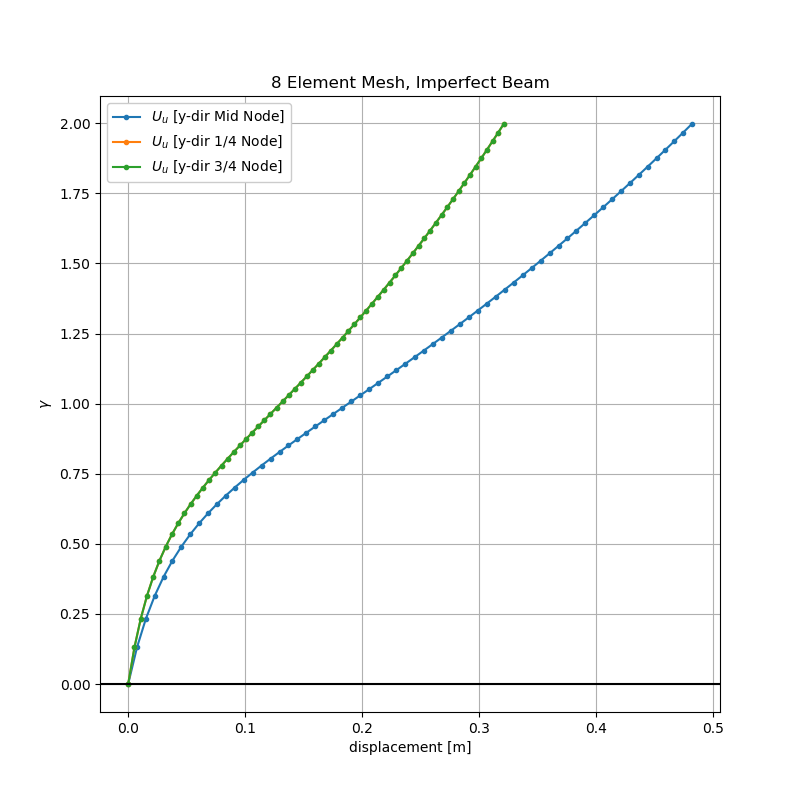 8 Element Mesh, Imperfect Beam
U_u [y-dir Mid Node]
U_u [y-dir 1/4 Node]
U_u [y-dir 3/4 Node]
2.00
1.75
1.50
1.25
1.00
0.75
0.50
0.25
0.00
γ
0.0 0.1 0.2 0.3 0.4 0.5
displacement [m]